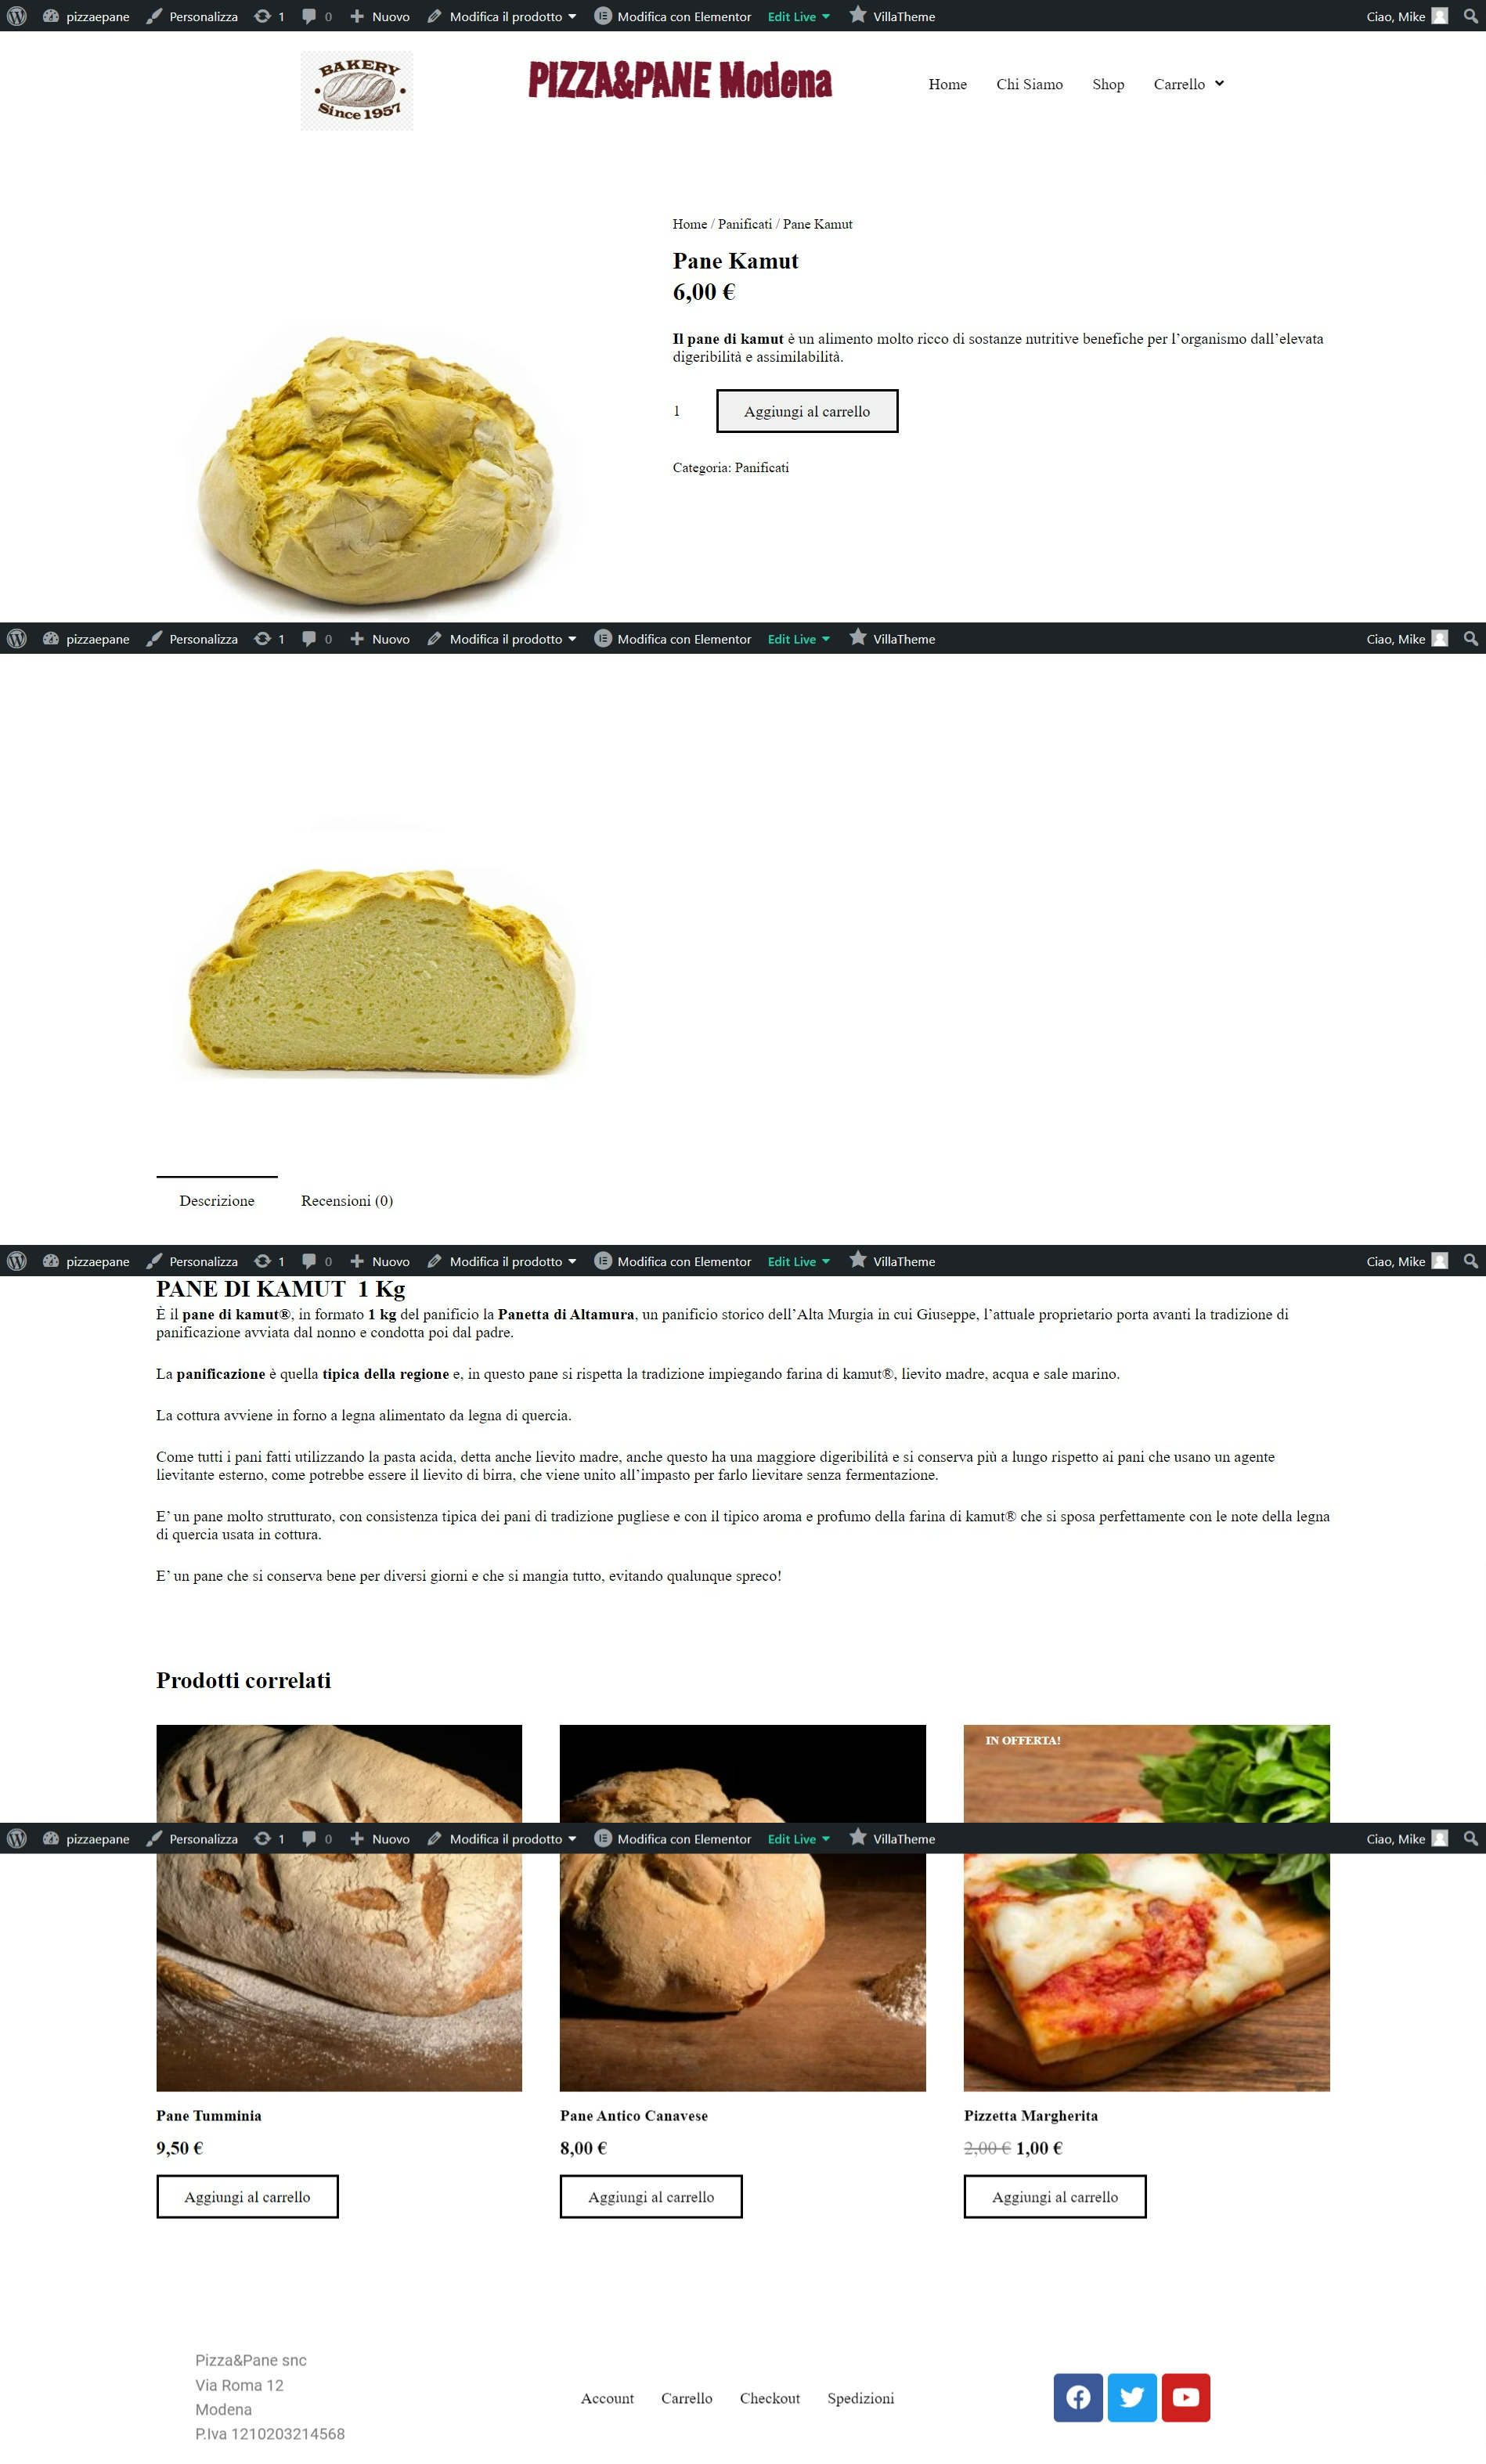 pizzaepane Personalizza 1 0 Nuovo Modifica il prodotto Modifica con Elementor Edit Live VillaTheme Ciao, Mike
BAKERY
Since 1957
PIZZA&PANE Modena
Home Chi Siamo Shop Carrello
Home / Panificati / Pane Kamut
Pane Kamut
6,00 €
Il pane di kamut è un alimento molto ricco di sostanze nutritive benefiche per l’organismo dall’elevata
digeribilità e assimilabilità.
1 Aggiungi al carrello
Categoria: Panificati
pizzaepane Personalizza 1 0 Nuovo Modifica il prodotto Modifica con Elementor Edit Live VillaTheme Ciao, Mike
Descrizione Recensioni (0)
pizzaepane Personalizza 1 0 Nuovo Modifica il prodotto Modifica con Elementor Edit Live VillaTheme Ciao, Mike
PANE DI KAMUT 1 Kg
È il pane di kamut®, in formato 1 kg del panificio la Panetta di Altamura, un panificio storico dell’Alta Murgia in cui Giuseppe, l’attuale proprietario porta avanti la tradizione di
panificazione avviata dal nonno e condotta poi dal padre.
La panificazione è quella tipica della regione e, in questo pane si rispetta la tradizione impiegando farina di kamut®, lievito madre, acqua e sale marino.
La cottura avviene in forno a legna alimentato da legna di quercia.
Come tutti i pani fatti utilizzando la pasta acida, detta anche lievito madre, anche questo ha una maggiore digeribilità e si conserva più a lungo rispetto ai pani che usano un agente
lievitante esterno, come potrebbe essere il lievito di birra, che viene unito all’impasto per farlo lievitare senza fermentazione.
E’ un pane molto strutturato, con consistenza tipica dei pani di tradizione pugliese e con il tipico aroma e profumo della farina di kamut® che si sposa perfettamente con le note della legna
di quercia usata in cottura.
E’ un pane che si conserva bene per diversi giorni e che si mangia tutto, evitando qualunque spreco!
Prodotti correlati
IN OFFERTA!
pizzaepane Personalizza 1 0 Nuovo Modifica il prodotto Modifica con Elementor Edit Live VillaTheme Ciao, Mike
Pane Tumminia Pane Antico Canavese Pizzetta Margherita
9,50 € 8,00 € 2,00 € 1,00 €
Aggiungi al carrello Aggiungi al carrello Aggiungi al carrello
Pizza&Pane snc
Via Roma 12
Modena
P.Iva 1210203214568
Account Carrello Checkout Spedizioni